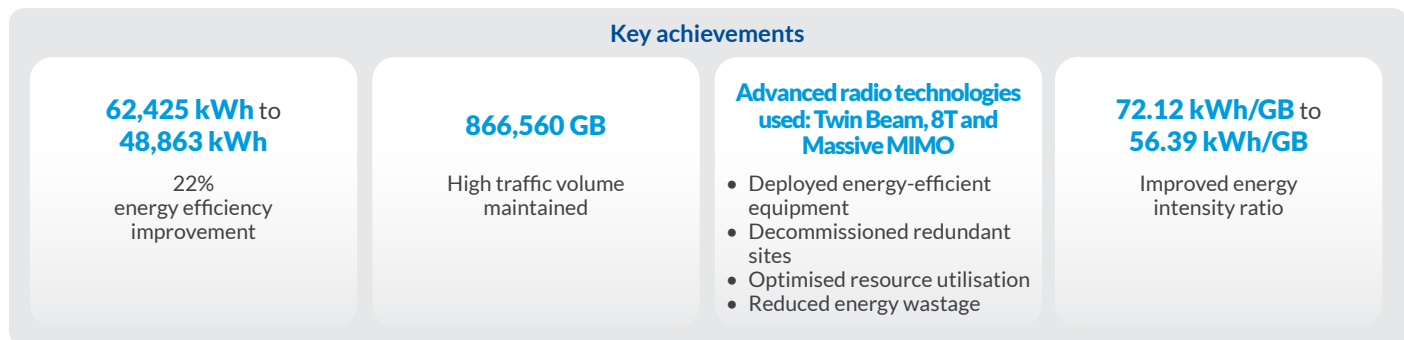 Key achievements
62,425 kWh to
48,863 kWh
22%
energy efficiency
improvement
866,560 GB
High traffic volume
maintained
Advanced radio technologies
used: Twin Beam, 8T and
Massive MIMO
• Deployed energy-efficient
equipment
• Decommissioned redundant
sites
• Optimised resource utilisation
• Reduced energy wastage
72.12 kWh/GB to
56.39 kWh/GB
Improved energy
intensity ratio